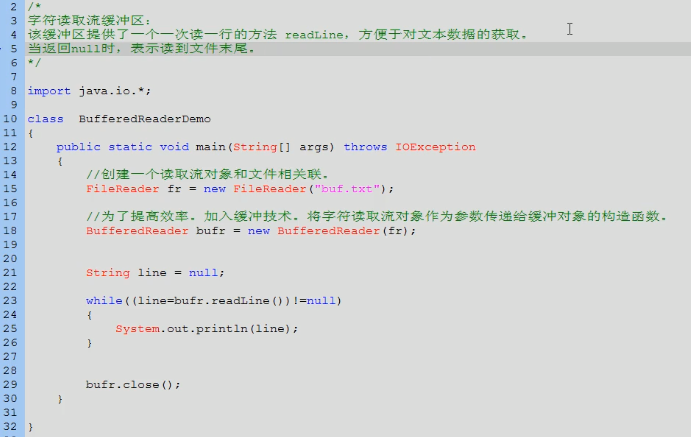 2 /*
3 字符读取流缓冲区：
4 该缓冲区提供了一个一次读一行的方法 readLine，方便于对文本数据的获取。
5 当返回null时，表示读到文件末尾。
6 */
7
8 import java.io.*;
9
10 class  BufferedReaderDemo
11 {
12     public static void main(String[] args) throws IOException
13     {
14         //创建一个读取流对象和文件相关联。
15         FileReader fr = new FileReader("buf.txt");
16
17         //为了提高效率。加入缓冲技术。将字符读取流对象作为参数传递给缓冲对象的构造函数。
18         BufferedReader bufr = new BufferedReader(fr);
19
20
21         String line = null;
22
23         while((line=bufr.readLine())!=null)
24         {
25             System.out.println(line);
26         }
27
28
29         bufr.close();
30     }
31
32 }